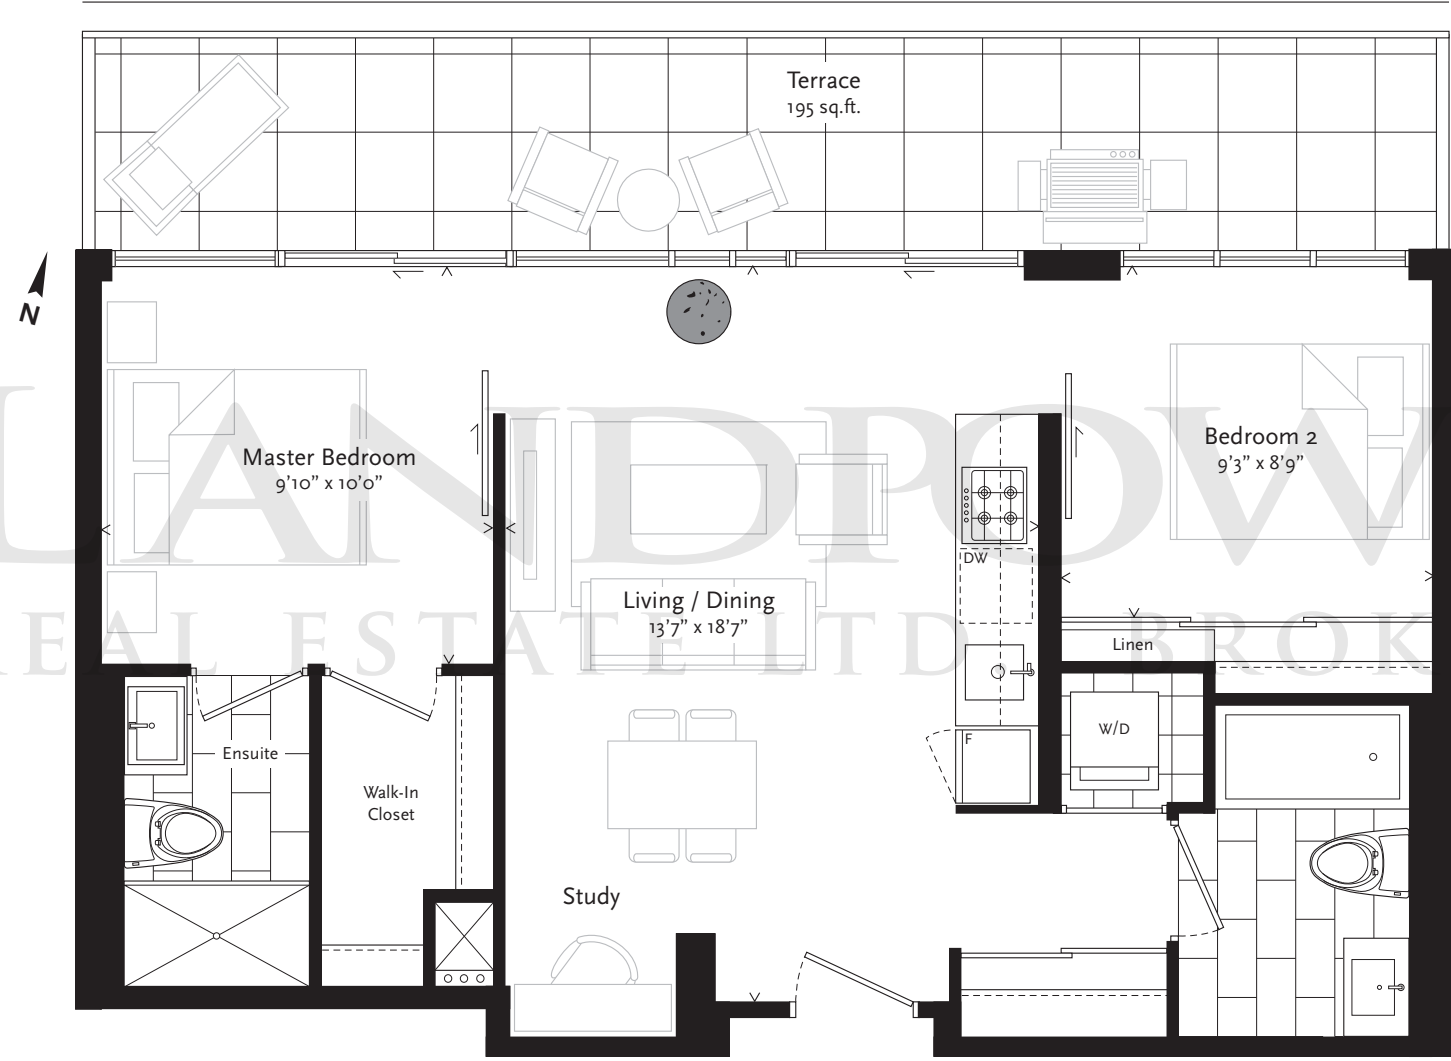 Terrace
195 sq.ft.
N
Master Bedroom
9'10" x 10'0"
Bedroom 2
9'3" x 8'9"
LANDPOW
DW
Living / Dining
13'7" x 18'7"
REAL ESTATE LTD BROK
Linen
F
W/D
Ensuite
Walk-In
Closet
Study